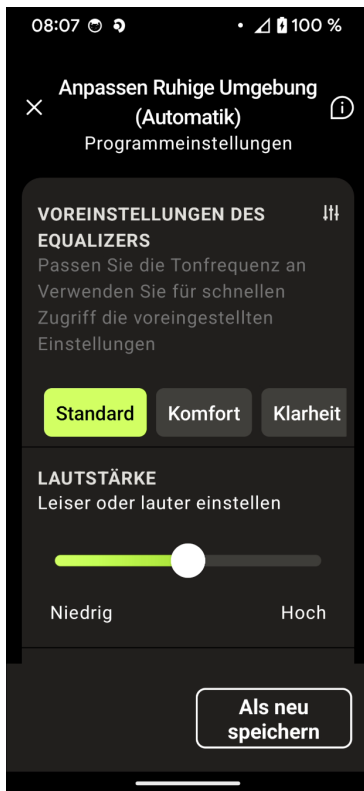 08:07
100 %
Anpassen Ruhige Umgebung
(Automatik)
Programmeinstellungen
VOREINSTELLUNGEN DES
EQUALIZERS
Passen Sie die Tonfrequenz an
Verwenden Sie für schnellen
Zugriff die voreingestellten
Einstellungen
Standard
Komfort
Klarheit
LAUTSTÄRKE
Leiser oder lauter einstellen
Niedrig
Hoch
Als neu
speichern